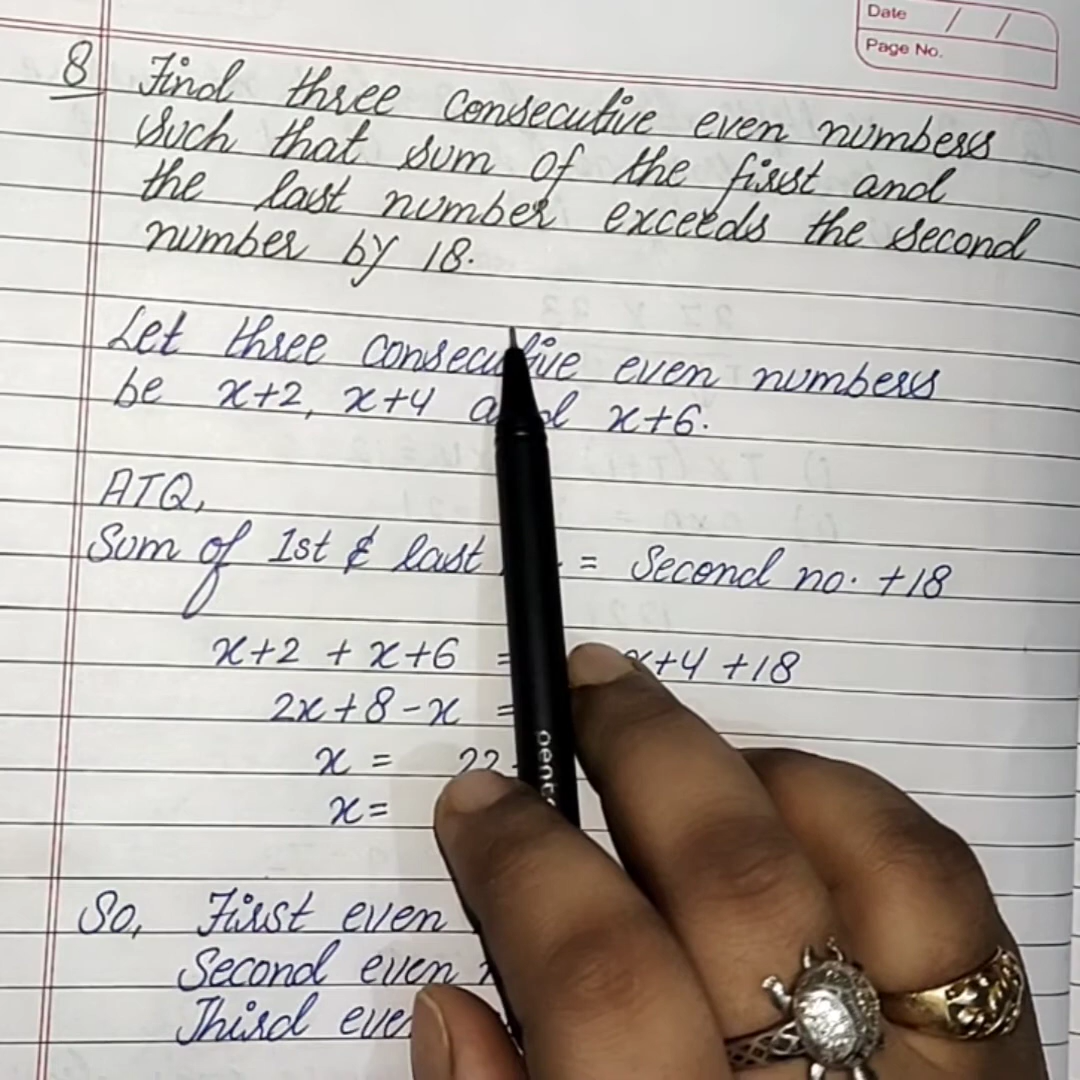 Date / /
Page No.
8 Find three consecutive even numbers
such that sum of the first and
the last number exceeds the second
number by 18.
Let three consecutive even numbers
be x+2, x+4 and x+6.
ATQ,
Sum of 1st & last = Second no. +18
x+2 + x+6 = x+4 +18
2x+8-x =
x = 22
x =
So, First even
Second even
Third